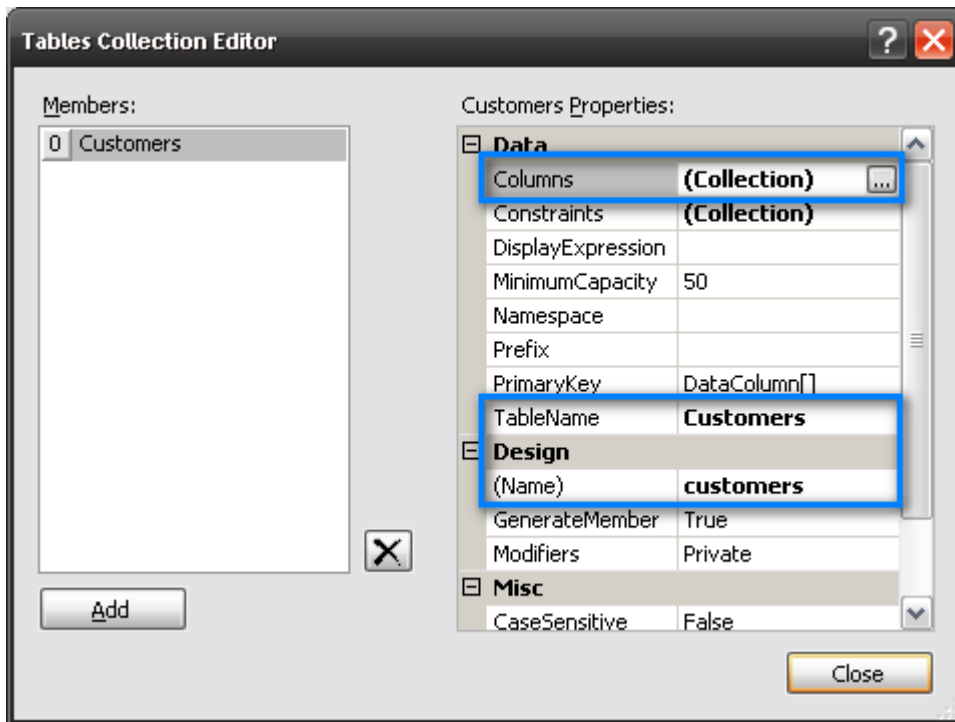 Tables Collection Editor
?
Members:
0 Customers
Add
Customers Properties:
Data
Columns (Collection) ...
Constraints (Collection)
DisplayExpression
MinimumCapacity 50
Namespace
Prefix
PrimaryKey DataColumn[]
TableName Customers
Design
(Name) customers
GenerateMember True
Modifiers Private
Misc
CaseSensitive False
Close